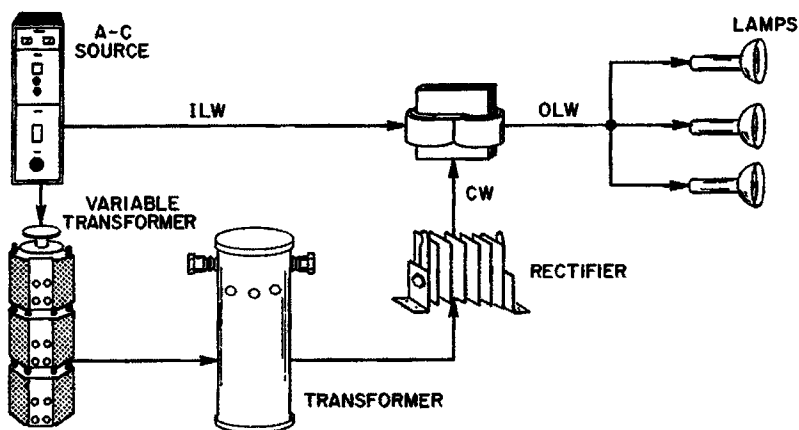 A-C
SOURCE
LAMPS
ILW
OLW
VARIABLE
TRANSFORMER
CW
RECTIFIER
TRANSFORMER